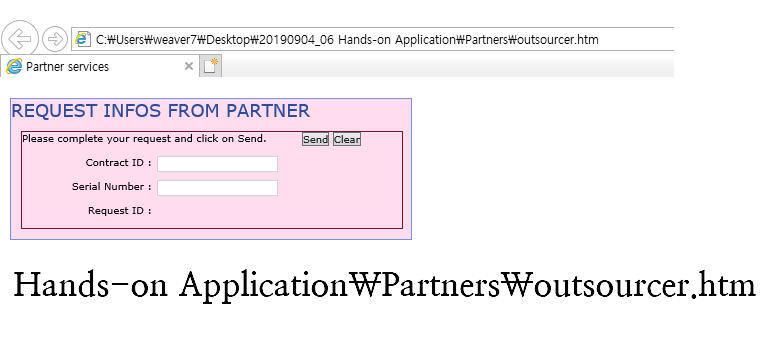 C:₩Users₩weaver7₩Desktop₩20190904_06 Hands-on Application₩Partners₩outsourcer.htm
Partner services
REQUEST INFOS FROM PARTNER
Please complete your request and click on Send. Send Clear
Contract ID :
Serial Number :
Request ID :
Hands-on Application₩Partners₩outsourcer.htm